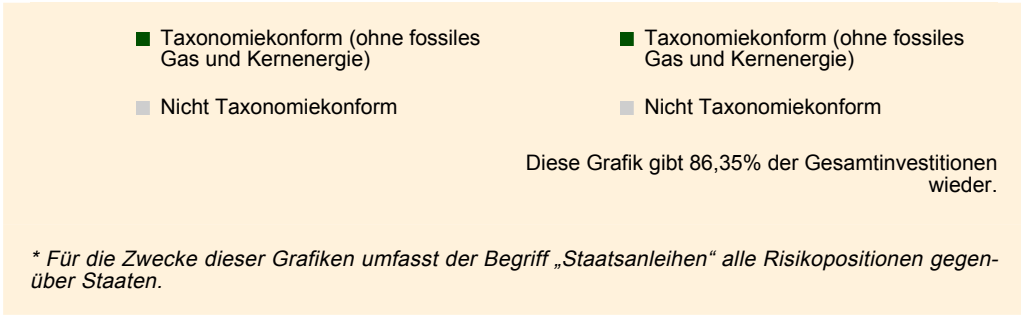 Taxonomiekonform (ohne fossiles
Gas und Kernenergie)
Nicht Taxonomiekonform
Taxonomiekonform (ohne fossiles
Gas und Kernenergie)
Nicht Taxonomiekonform
Diese Grafik gibt 86,35% der Gesamtinvestitionen
wieder.
* Für die Zwecke dieser Grafiken umfasst der Begriff „Staatsanleihen“ alle Risikopositionen gegen-
über Staaten.